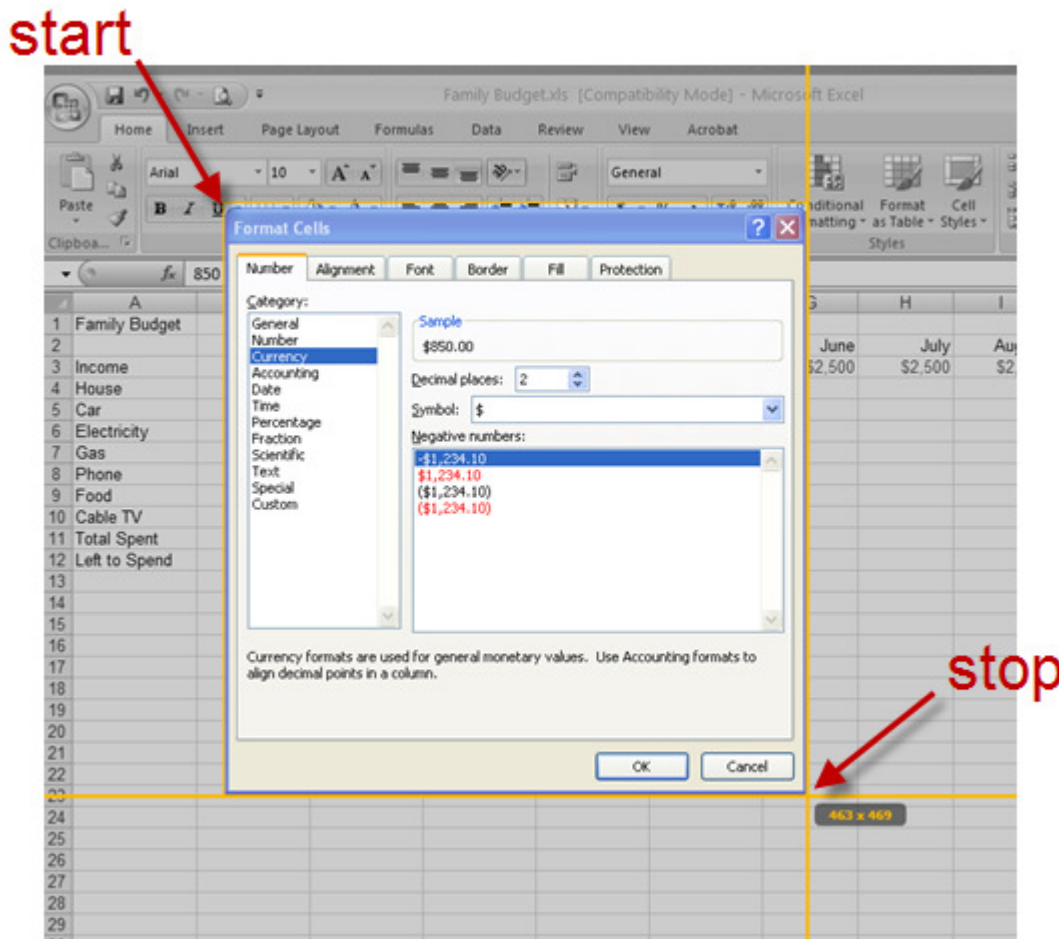 start
Family Budget.xls [Compatibility Mode] - Microsoft Excel
Home Insert Page Layout Formulas Data Review View Acrobat
Arial 10 A A General
Paste B I U Conditional Format Cell
as Table Styles
Clipboa... Styles
Format Cells
fx 850
Number Alignment Font Border Fill Protection
Category:
General
Number
Currency
Accounting
Date
Time
Percentage
Fraction
Scientific
Text
Special
Custom
Sample
$850.00
Decimal places: 2
Symbol: $
Negative numbers:
-$1,234.10
$1,234.10
($1,234.10)
($1,234.10)
Currency formats are used for general monetary values. Use Accounting formats to
align decimal points in a column.
OK Cancel
A G H I
1 Family Budget
2 June July
3 Income $2,500 $2,500
4 House
5 Car
6 Electricity
7 Gas
8 Phone
9 Food
10 Cable TV
11 Total Spent
12 Left to Spend
13
14
15
16
17
18
19
20
21
22
23
24
25
26
27
28
29
stop
463 x 469